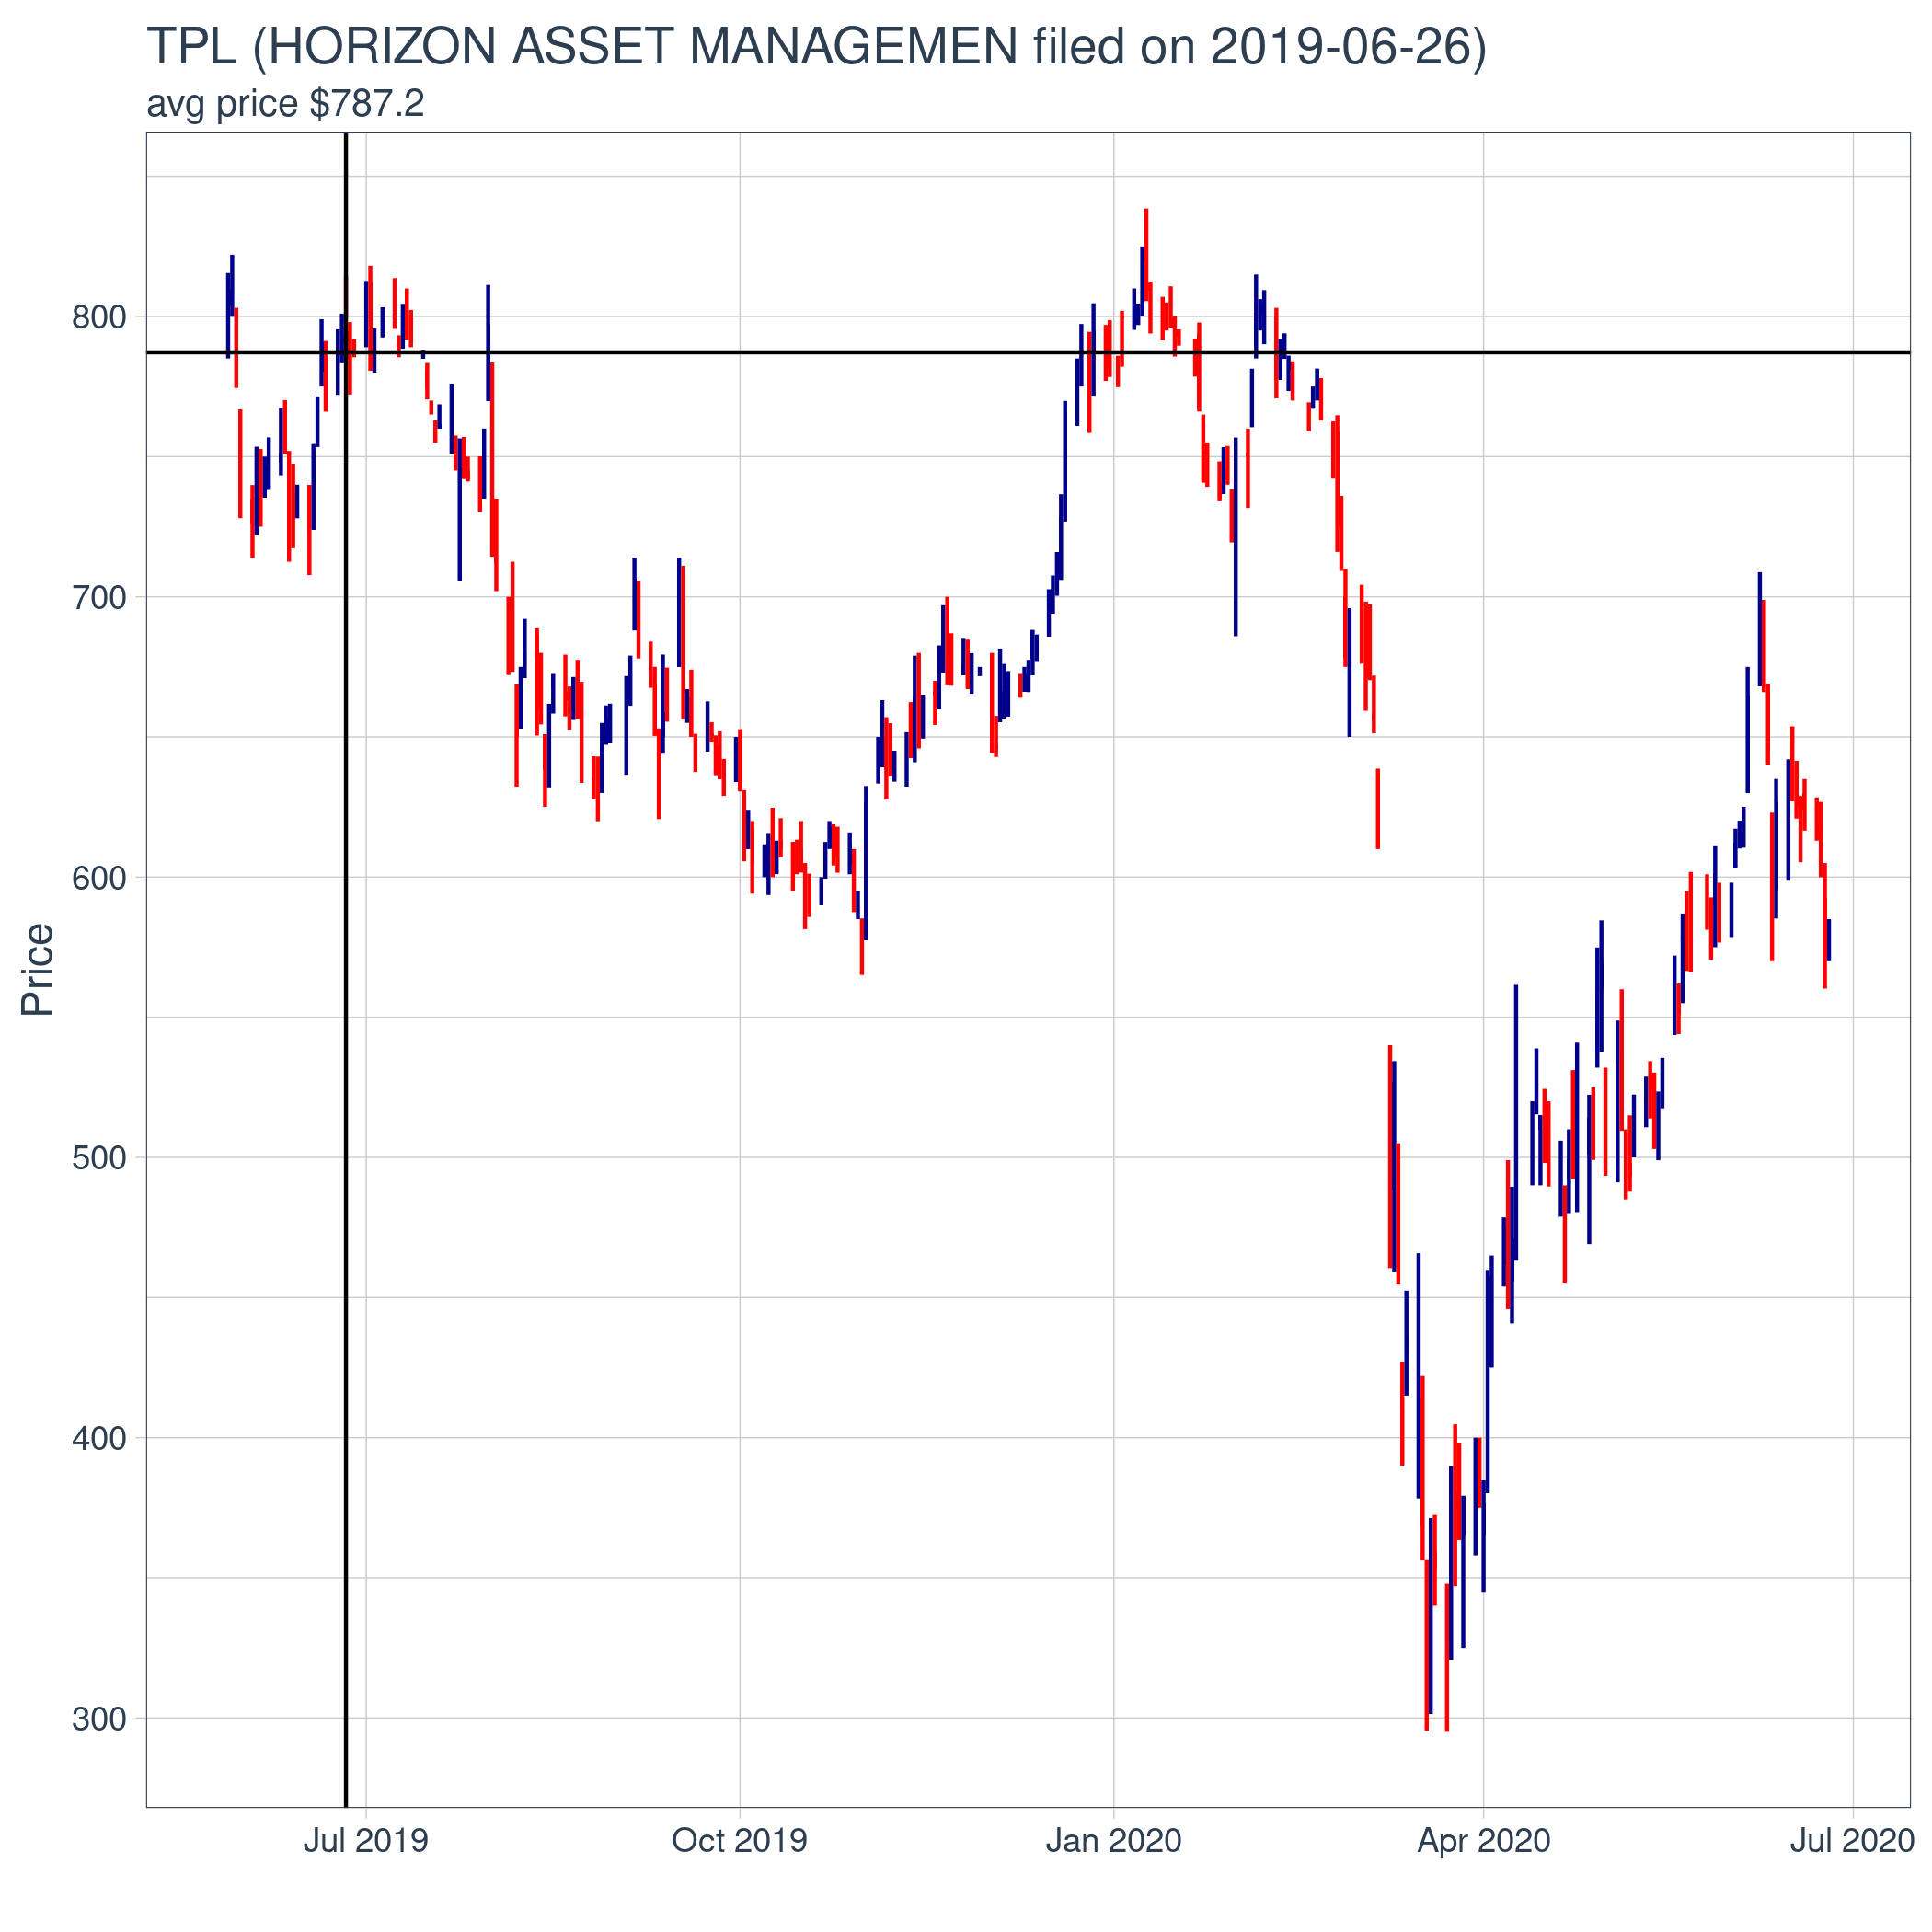 TPL (HORIZON ASSET MANAGEMEN filed on 2019-06-26)
avg price $787.2
800
700
600
500
400
300
Price
Jul 2019
Oct 2019
Jan 2020
Apr 2020
Jul 2020